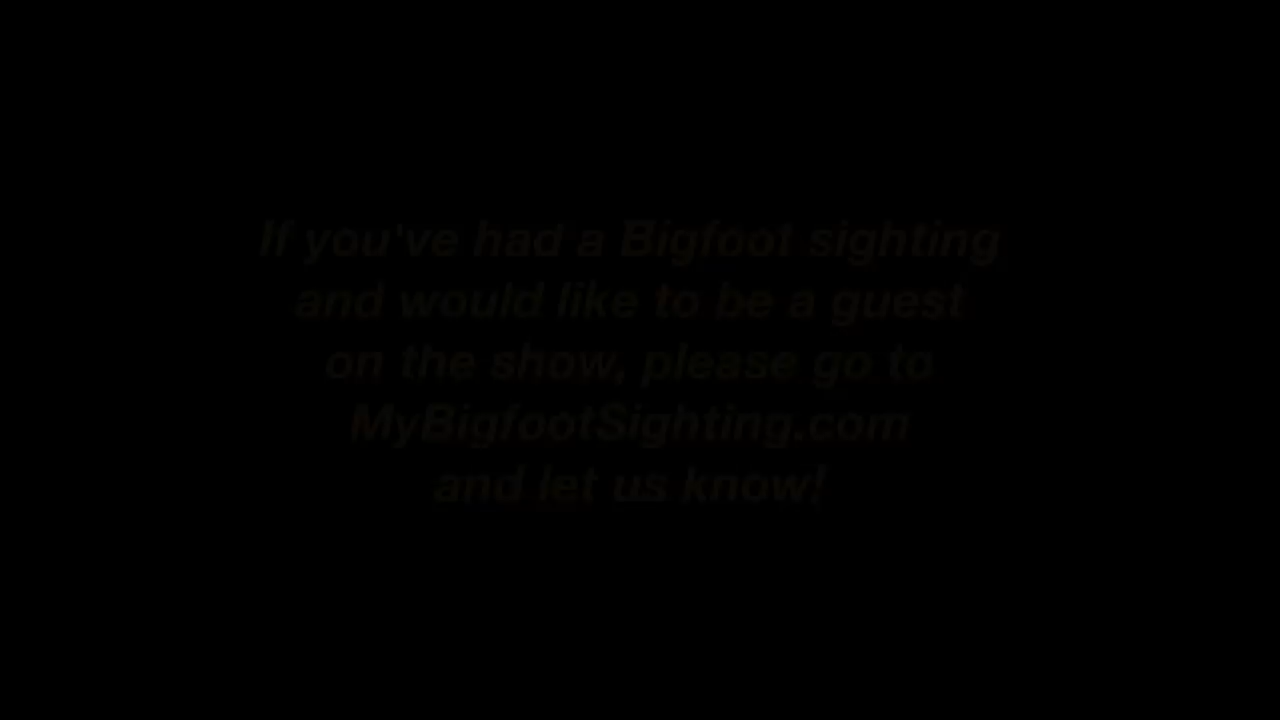 If you've had a Bigfoot sighting
and would like to be a guest
on the show, please go to
MyBigfootSighting.com
and let us know!